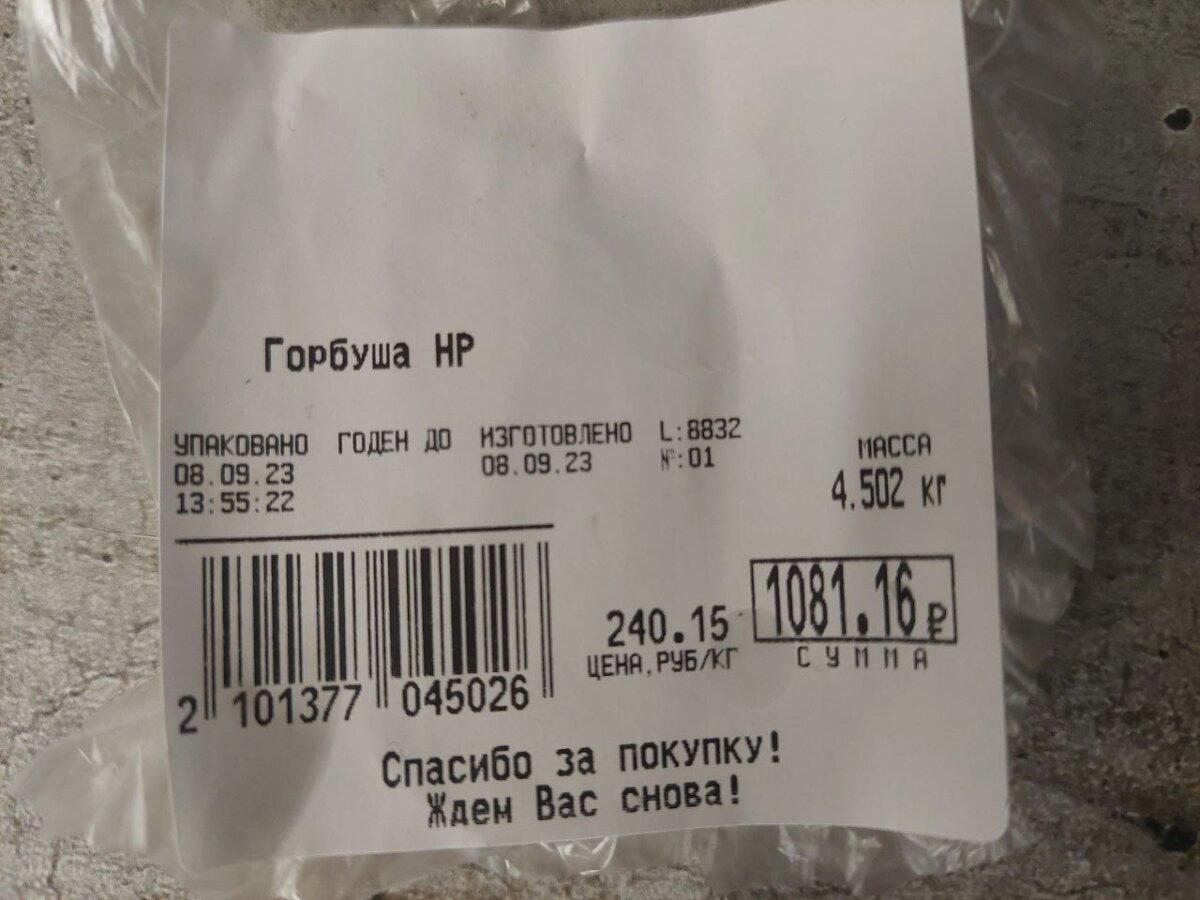 Горбуша НР
УПАКОВАНО ГОДЕН ДО ИЗГОТОВЛЕНО L:8832
08.09.23 08.09.23 №:01
13:55:22
МАССА
4.502 кг
240.15
ЦЕНА,РУБ/КГ
1081.16₽
СУММА
2 101377 045026
Спасибо за покупку!
Ждем Вас снова!